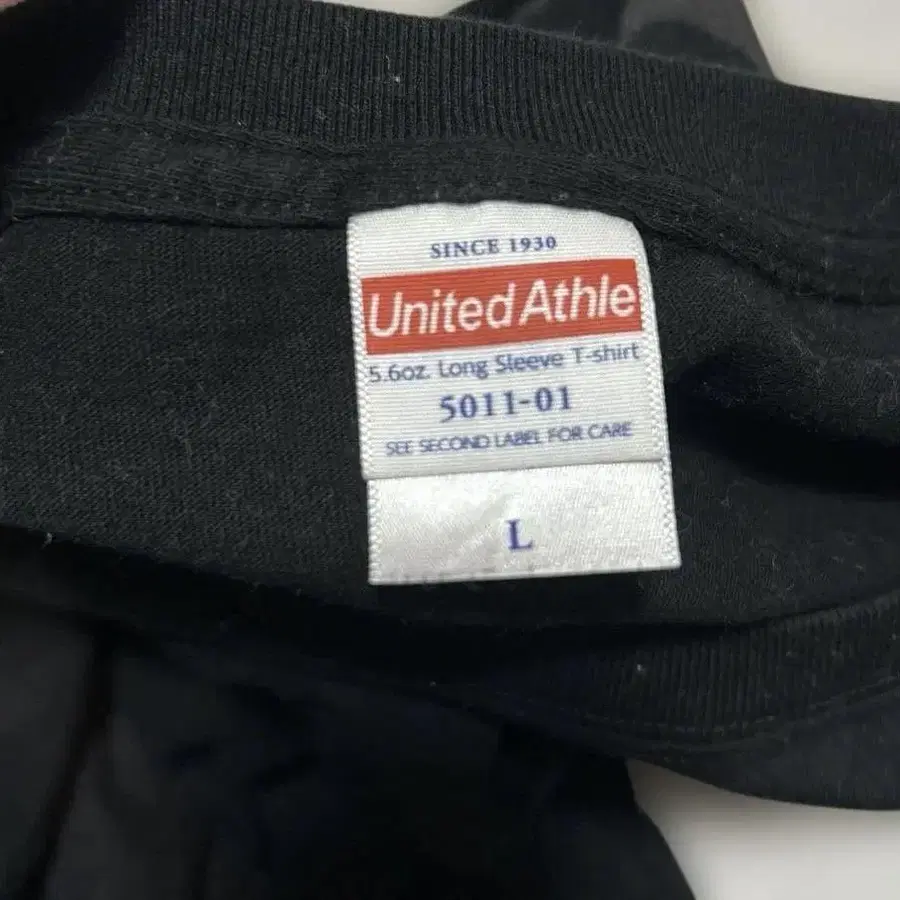 SINCE 1930
United Athle
5.6oz. Long Sleeve T-shirt
5011-01
SEE SECOND LABEL FOR CARE
L